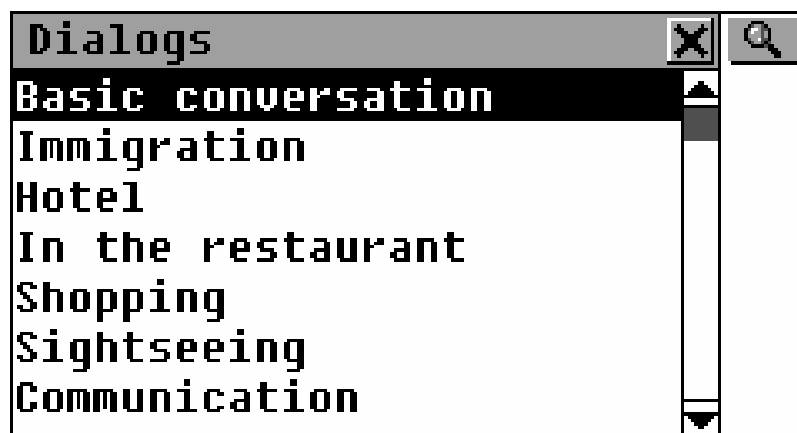 Dialogs
Basic conversation
Immigration
Hotel
In the restaurant
Shopping
Sightseeing
Communication